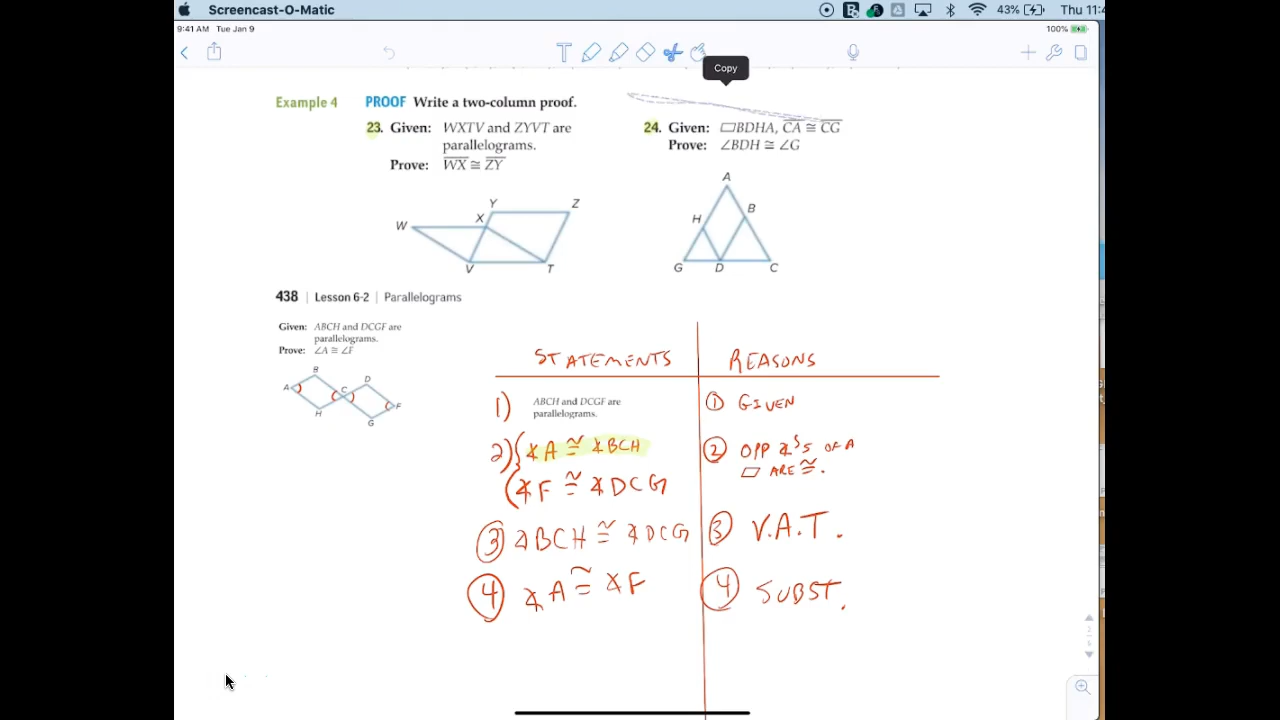 Screencast-O-Matic
43%
Thu 11:4
9:41 AM Tue Jan 9
100%
Copy
Example 4 PROOF Write a two-column proof.
23. Given: WXTV and ZYVT are
parallelograms.
Prove: WX ≅ ZY
24. Given: ▱BDHA, CA ≅ CG
Prove: ∠BDH ≅ ∠G
W X Y Z V T
A H B G D C
438 | Lesson 6-2 | Parallelograms
Given: ABCH and DCGF are
parallelograms.
Prove: ∠A ≅ ∠F
A B C D H G F
STATEMENTS REASONS
1) ABCH and DCGF are
parallelograms.
① GIVEN
2) ∡A ≅ ∡BCH
∡F ≅ ∡DCG
② OPP ∡'S OF A
▱ ARE ≅.
③ ∡BCH ≅ ∡DCG ③ V.A.T.
④ ∡A ≅ ∡F ④ SUBST.